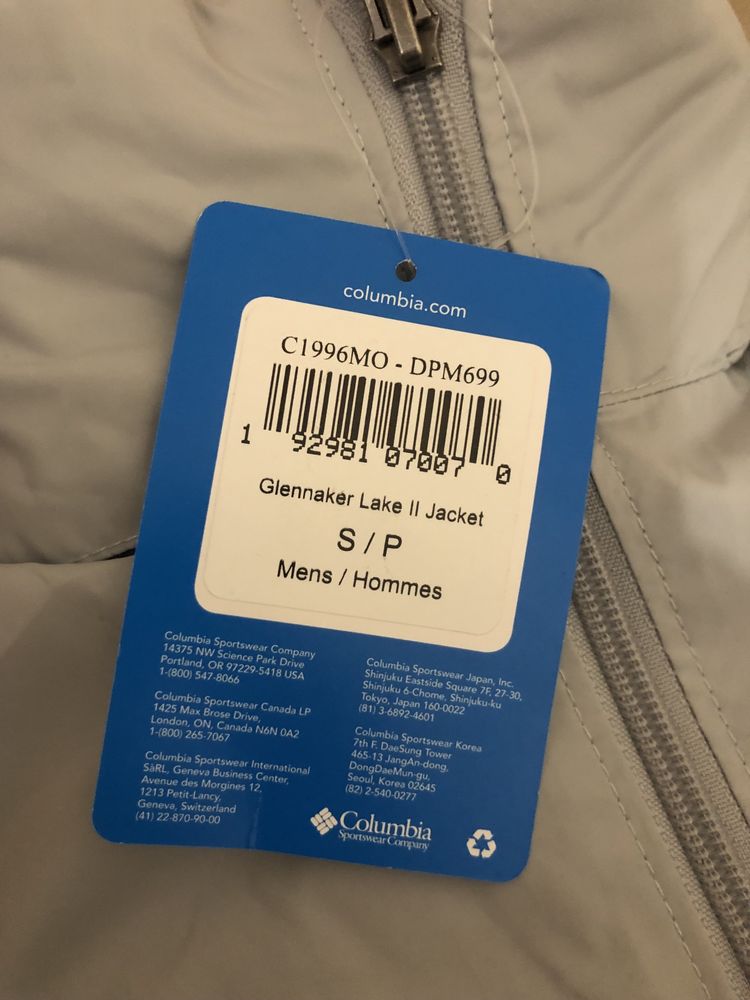 columbia.com
C1996MO - DPM699
1 92981 07007 0
Glennaker Lake II Jacket
S / P
Mens / Hommes
Columbia Sportswear Company
14375 NW Science Park Drive
Portland, OR 97229-5418 USA
1-(800) 547-8066
Columbia Sportswear Canada LP
1425 Max Brose Drive,
London, ON, Canada N6N 0A2
1-(800) 265-7067
Columbia Sportswear International
SàRL, Geneva Business Center,
Avenue des Morgines 12,
1213 Petit-Lancy,
Geneva, Switzerland
(41) 22-870-90-00
Columbia Sportswear Japan, Inc.
Shinjuku Eastside Square 7F, 27-30,
Shinjuku 6-Chome, Shinjuku-ku
Tokyo, Japan 160-0022
(81) 3-6892-4601
Columbia Sportswear Korea
7th F. DaeSung Tower
465-13 JangAn-dong,
DongDaeMun-gu,
Seoul, Korea 02645
(82) 2-540-0277
Columbia
Sportswear Company